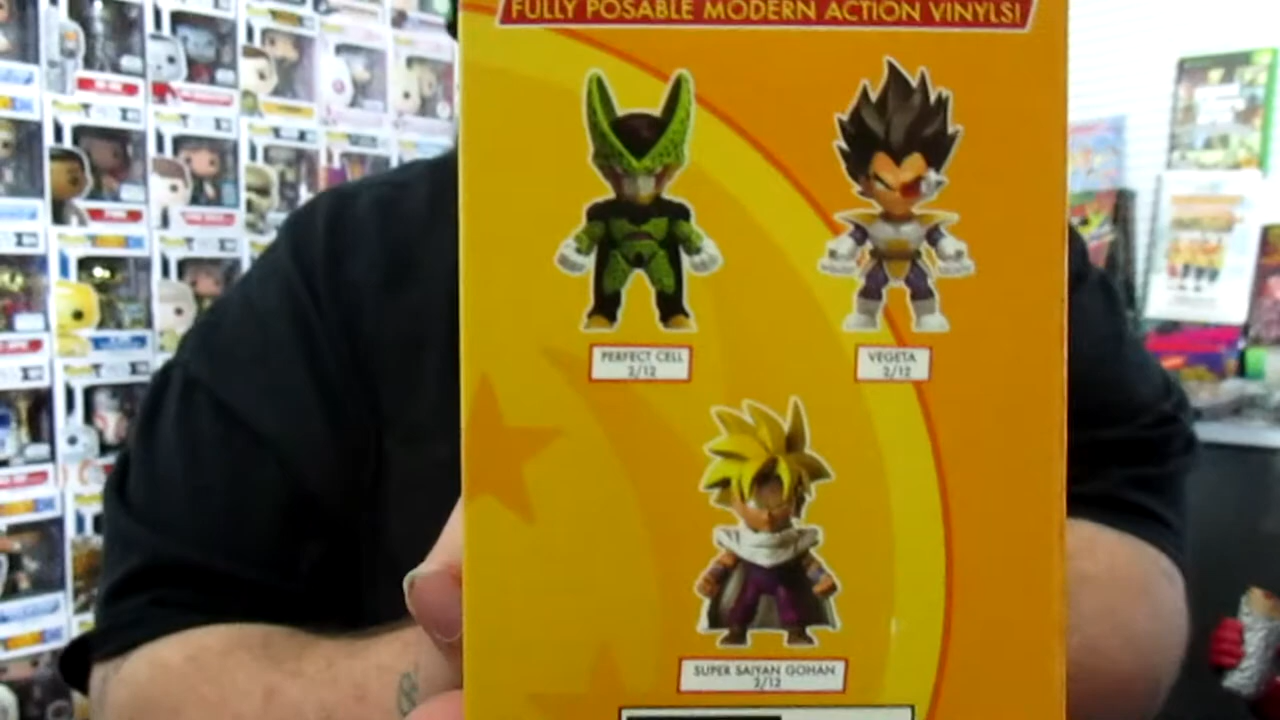 FULLY POSABLE MODERN ACTION VINYLS!
PERFECT CELL
2/12
VEGETA
2/12
SUPER SAIYAN GOHAN
2/12